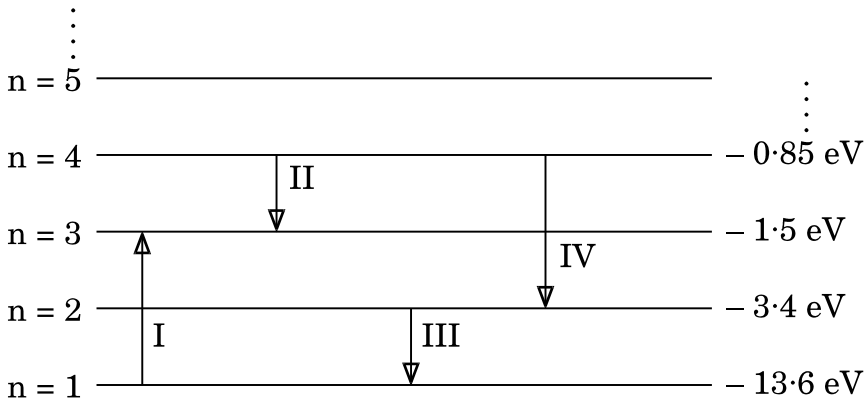 n = 5
n = 4 – 0·85 eV
II
n = 3 – 1·5 eV
IV
n = 2 – 3·4 eV
I III
n = 1 – 13·6 eV